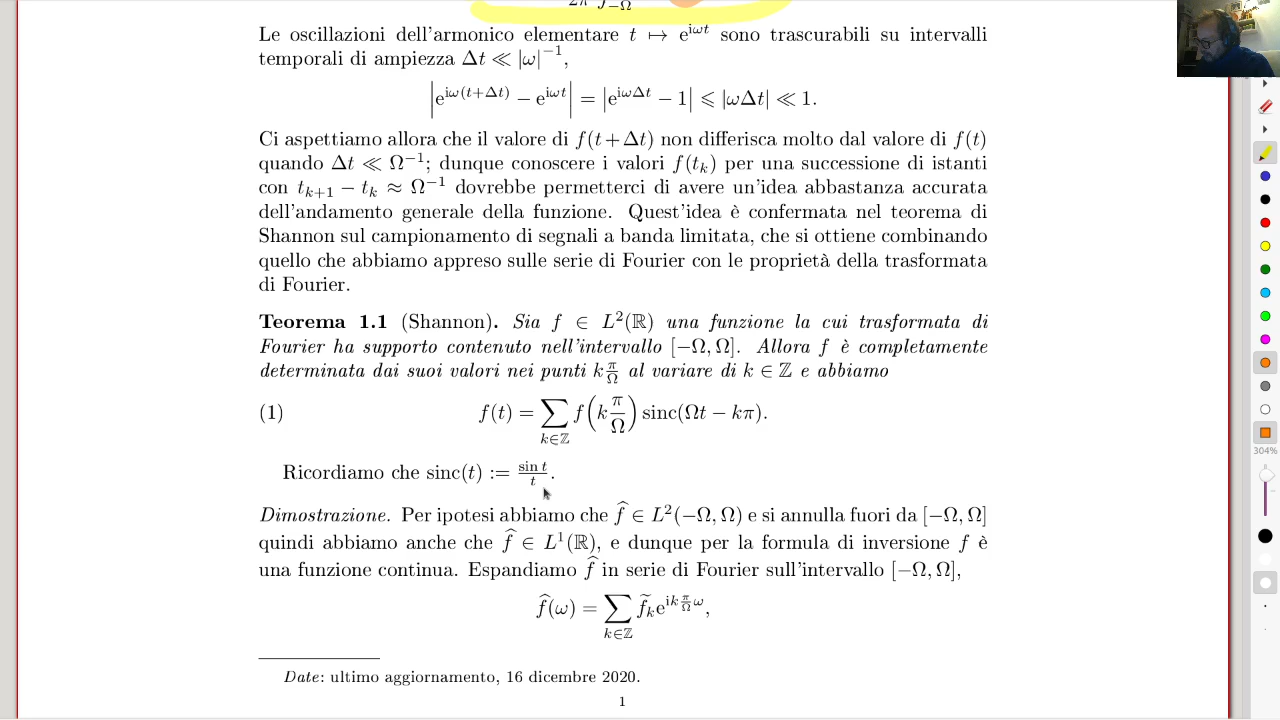 2π ∫−Ω
Le oscillazioni dell'armonico elementare t ↦ e^{iωt} sono trascurabili su intervalli
temporali di ampiezza Δt ≪ |ω|^{−1},
|e^{iω(t+Δt)} − e^{iωt}| = |e^{iωΔt} − 1| ⩽ |ωΔt| ≪ 1.
Ci aspettiamo allora che il valore di f(t+Δt) non differisca molto dal valore di f(t)
quando Δt ≪ Ω^{−1}; dunque conoscere i valori f(t_k) per una successione di istanti
con t_{k+1} − t_k ≈ Ω^{−1} dovrebbe permetterci di avere un'idea abbastanza accurata
dell'andamento generale della funzione. Quest'idea è confermata nel teorema di
Shannon sul campionamento di segnali a banda limitata, che si ottiene combinando
quello che abbiamo appreso sulle serie di Fourier con le proprietà della trasformata
di Fourier.
Teorema 1.1 (Shannon). Sia f ∈ L²(ℝ) una funzione la cui trasformata di
Fourier ha supporto contenuto nell'intervallo [−Ω, Ω]. Allora f è completamente
determinata dai suoi valori nei punti k π/Ω al variare di k ∈ ℤ e abbiamo
(1) f(t) = ∑_{k∈ℤ} f(k π/Ω) sinc(Ωt − kπ).
Ricordiamo che sinc(t) := sin t/t.
Dimostrazione. Per ipotesi abbiamo che f̂ ∈ L²(−Ω, Ω) e si annulla fuori da [−Ω, Ω]
quindi abbiamo anche che f̂ ∈ L¹(ℝ), e dunque per la formula di inversione f è
una funzione continua. Espandiamo f̂ in serie di Fourier sull'intervallo [−Ω, Ω],
f̂(ω) = ∑_{k∈ℤ} f̃_k e^{ik π/Ω ω},
Date: ultimo aggiornamento, 16 dicembre 2020.
1
304%